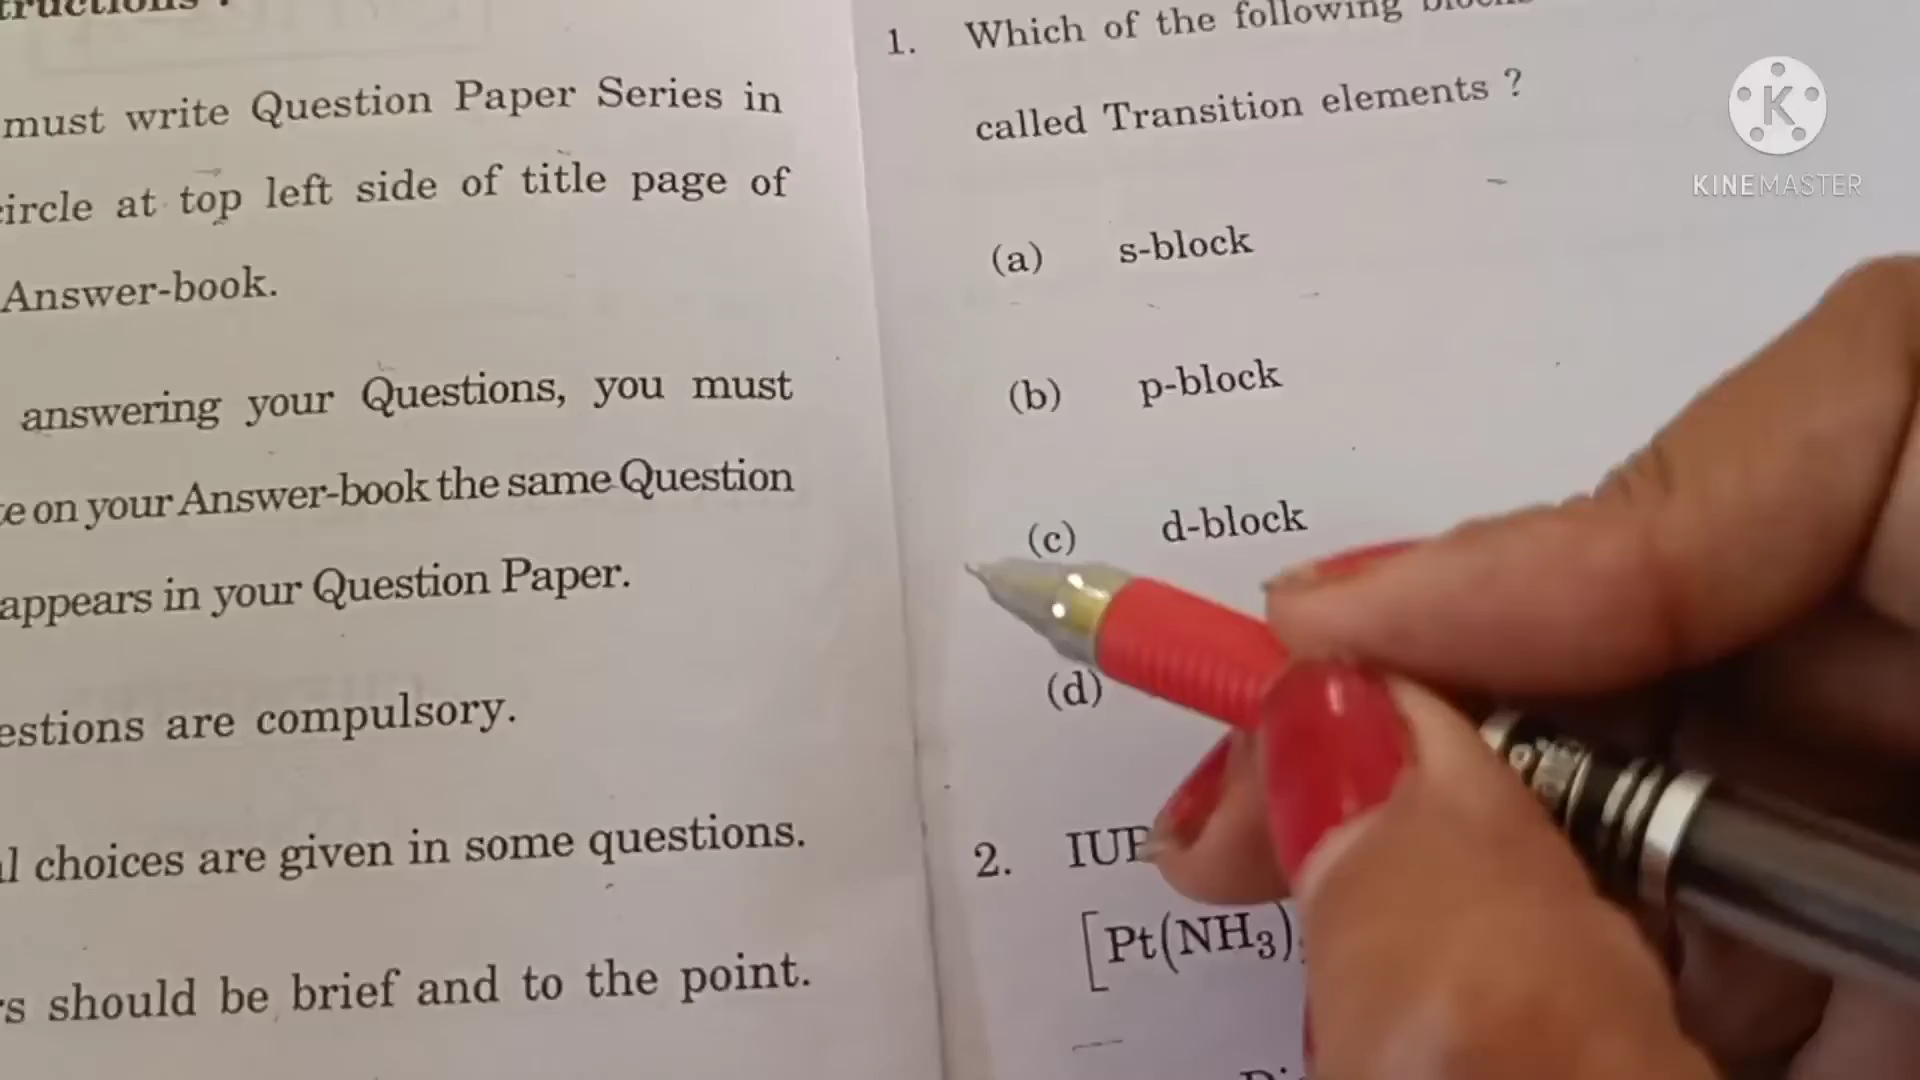 must write Question Paper Series in
circle at top left side of title page of
Answer-book.
answering your Questions, you must
on your Answer-book the same Question
appears in your Question Paper.
are compulsory.
choices are given in some questions.
should be brief and to the point.
1. Which of the following
called Transition elements ?
(a) s-block
(b) p-block
(c) d-block
(d)
2.
[Pt(NH3)
K
KINEMASTER